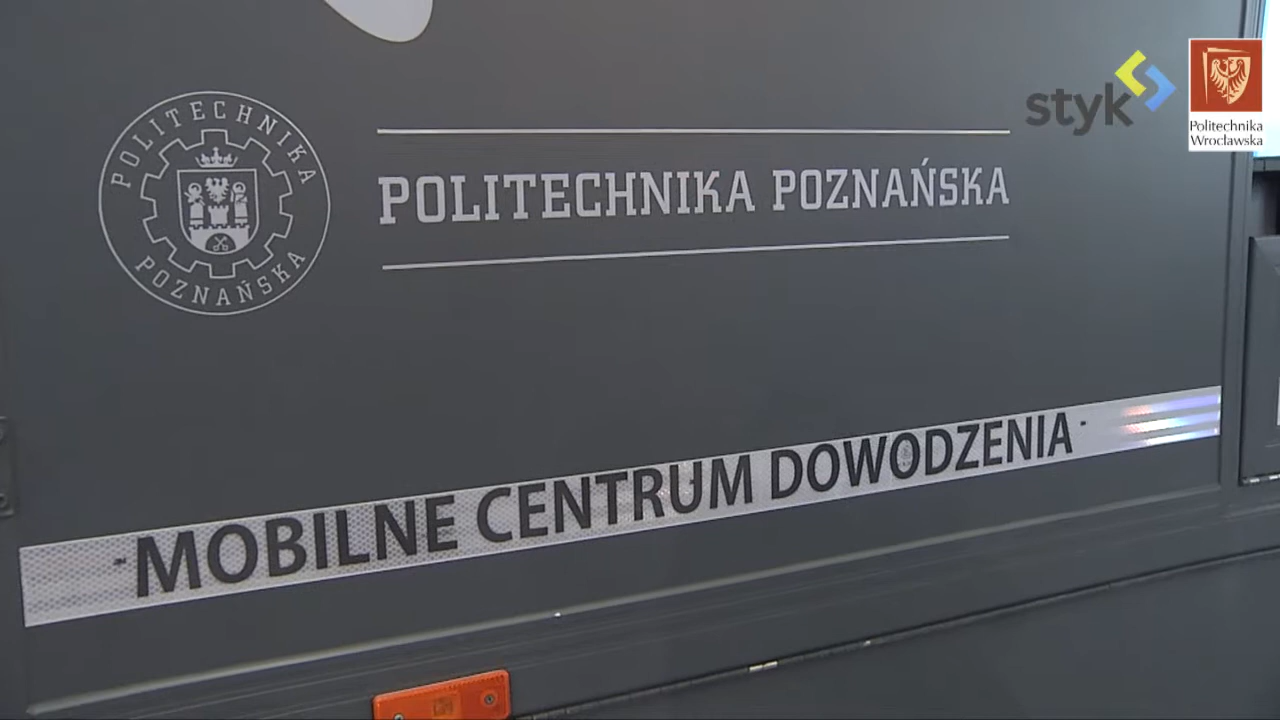 POLITECHNIKA
POZNAŃSKA
POLITECHNIKA POZNAŃSKA
styk
Politechnika
Wrocławska
- MOBILNE CENTRUM DOWODZENIA -